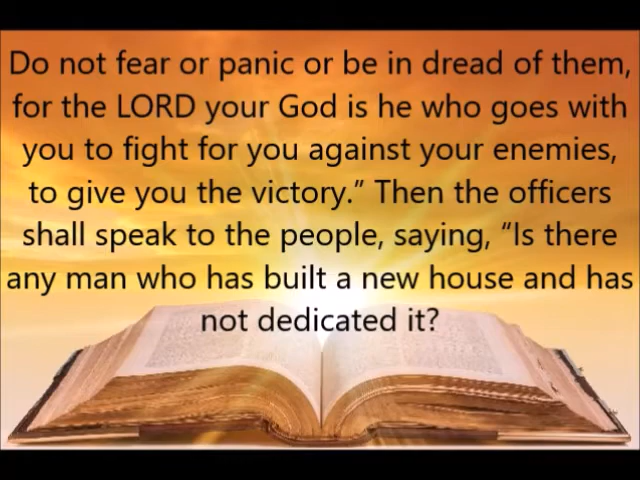 Do not fear or panic or be in dread of them,
for the LORD your God is he who goes with
you to fight for you against your enemies,
to give you the victory.” Then the officers
shall speak to the people, saying, “Is there
any man who has built a new house and has
not dedicated it?